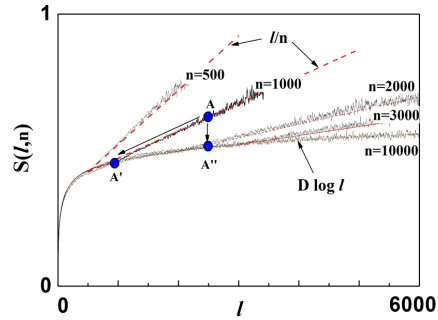 1
l/n
n=500
n=1000
A
n=2000
n=3000
n=10000
A'
A''
D log l
S(l,n)
0
0
l
6000